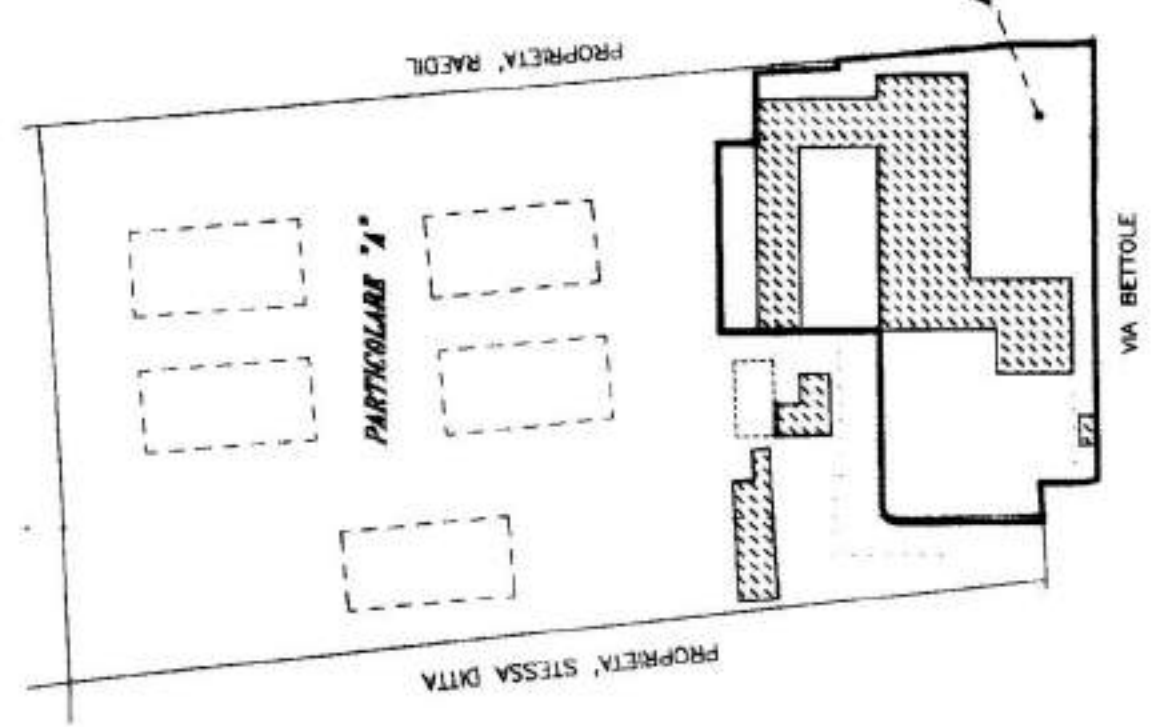 PROPRIETA' RAEDIL
PARTICOLARE "V."
VIA BETTOLE
PROPRIETA' STESSA DITTA